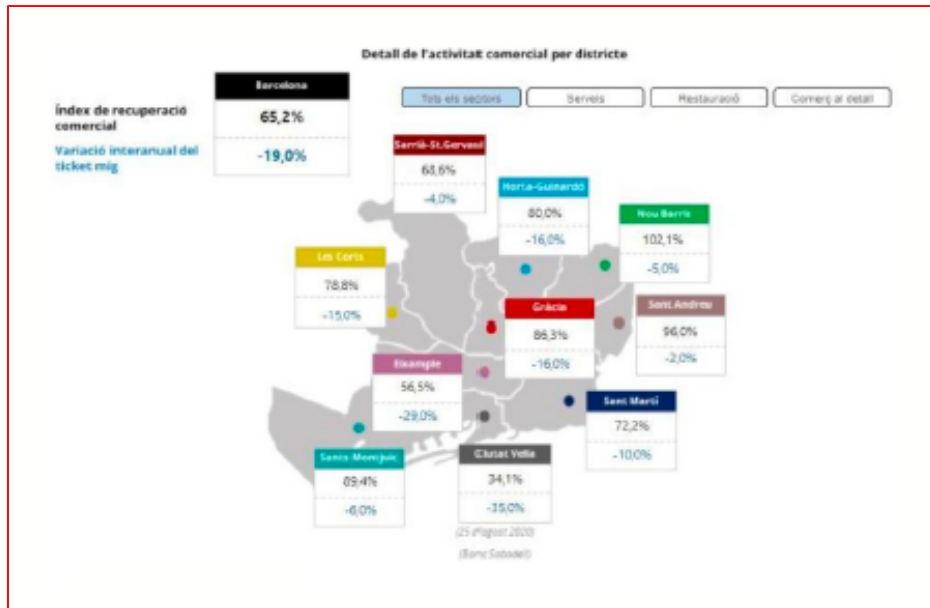 Detall de l'activitat comercial per districte
Barcelona
Índex de recuperació comercial
65,2%
Variació interanual del ticket mig
-19,0%
Tots els sectors
Serveis
Restauració
Comerç al detall
Sarrià-St.Gervasi
68,6%
-4,0%
Horta-Guinardó
80,0%
-16,0%
Nou Barris
102,1%
-5,0%
Les Corts
78,8%
-15,0%
Gràcia
86,3%
-16,0%
Sant Andreu
96,0%
-2,0%
Eixample
56,5%
-29,0%
Sant Martí
72,2%
-10,0%
Sants-Montjuïc
69,4%
-6,0%
Ciutat Vella
34,1%
-35,0%
(25 d'agost 2020)
(Banc Sabadell)